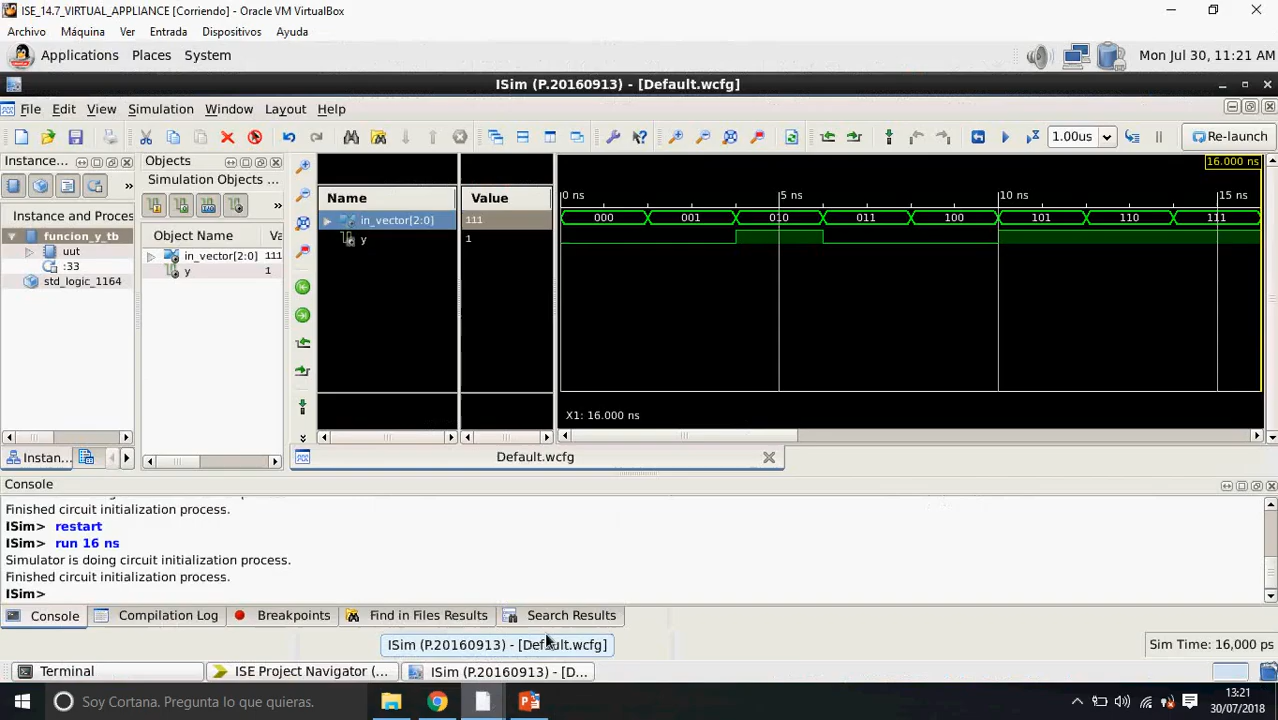 ISE_14.7_VIRTUAL_APPLIANCE [Corriendo] - Oracle VM VirtualBox
Archivo Máquina Ver Entrada Dispositivos Ayuda
Applications Places System Mon Jul 30, 11:21 AM
ISim (P.20160913) - [Default.wcfg]
File Edit View Simulation Window Layout Help
1.00us Re-launch
Instance... Objects 16.000 ns
Simulation Objects ...
Name Value 0 ns 5 ns 10 ns 15 ns
Instance and Proces in_vector[2:0] 111 000 001 010 011 100 101 110 111
funcion_y_tb Object Name Va y 1
uut in_vector[2:0] 111
:33 y 1
std_logic_1164
X1: 16.000 ns
Instan... Default.wcfg
Console
Finished circuit initialization process.
ISim> restart
ISim> run 16 ns
Simulator is doing circuit initialization process.
Finished circuit initialization process.
ISim>
Console Compilation Log Breakpoints Find in Files Results Search Results
ISim (P.20160913) - [Default.wcfg] Sim Time: 16,000 ps
Terminal ISE Project Navigator (... ISim (P.20160913) - [D...
Soy Cortana. Pregunta lo que quieras. 13:21
30/07/2018